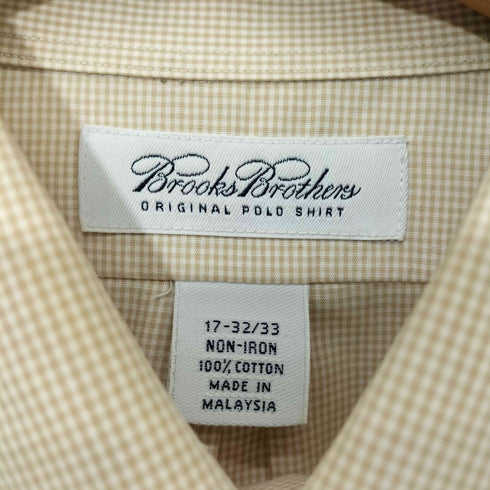 Brooks Brothers
ORIGINAL POLO SHIRT
17-32/33
NON-IRON
100% COTTON
MADE IN
MALAYSIA